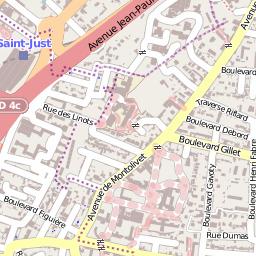 Saint-Just
Avenue Jean-Pau
D 4c
Rue des Linots
Boulevard
Traverse Riffard
Boulevard Debord
Boulevard Gillet
Avenue de Montolivet
Boulevard Gavoty
Boulevard Henri Fabre
Boulevard Figuière
Rue Dumas